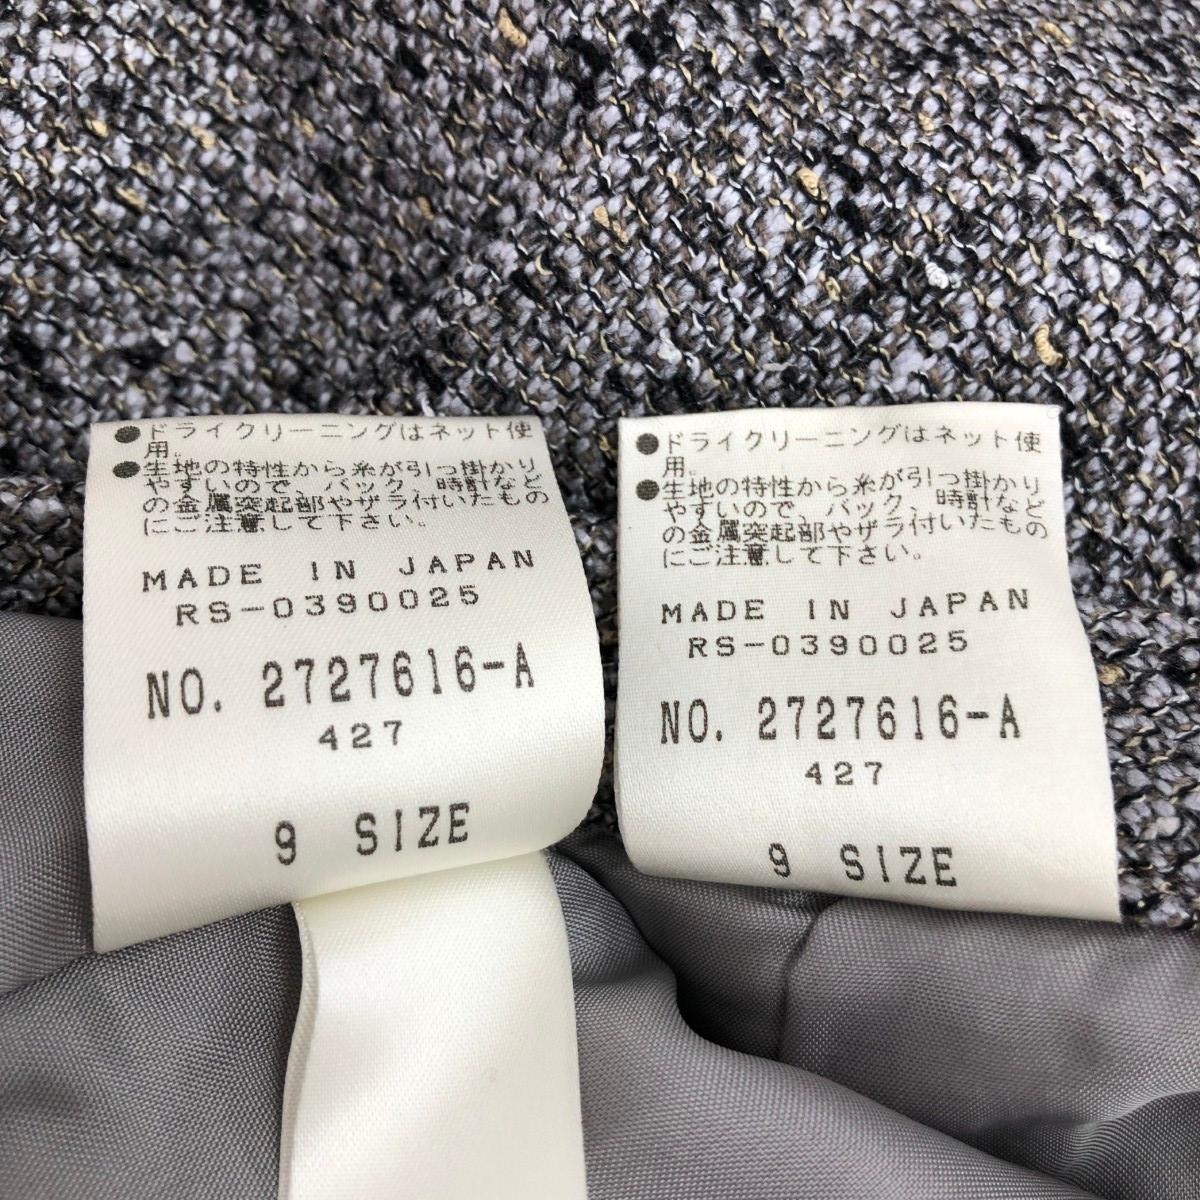 ●ドライクリーニングはネット使
用。
●生地の特性から糸が引っ掛かり
やすいので、バック、時計など
の金属突起部やザラ付いたもの
にご注意して下さい。
MADE IN JAPAN
RS-0390025
NO. 2727616-A
427
9 SIZE
●ドライクリーニングはネット使
用。
●生地の特性から糸が引っ掛かり
やすいので、バック、時計など
の金属突起部やザラ付いたもの
にご注意して下さい。
MADE IN JAPAN
RS-0390025
NO. 2727616-A
427
9 SIZE